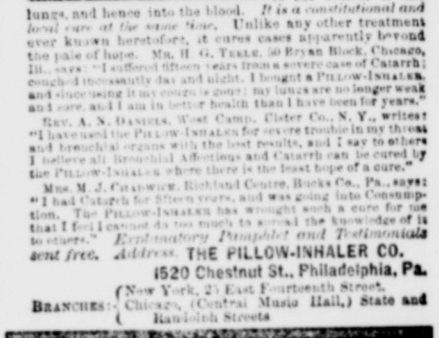 lungs, and hence into the blood. It is a constitutional and
local cure at the same time. Unlike any other treatment
ever known heretofore, it cures cases apparently beyond
the pale of hope. MR. H. G. TEELE, 50 Bryan Block, Chicago,
Ill., says: "I suffered fifteen years from a severe case of Catarrh;
coughed incessantly day and night. I bought a PILLOW-INHALER,
and since using it my cough is gone; my lungs are no longer weak
and sore, and I am in better health than I have been for years."
REV. A. N. DANIELS, West Camp, Ulster Co., N. Y., writes:
"I have used the PILLOW-INHALER for severe trouble in my throat
and bronchial organs with the best results, and I say to others
I believe all Bronchial Affections and Catarrh can be cured by
the PILLOW-INHALER where there is the least hope of a cure."
MRS. M. J. CHADWICK, Richland Centre, Bucks Co., Pa., says:
"I had Catarrh for fifteen years, and was going into Consump-
tion. The PILLOW-INHALER has wrought such a cure for me
that I feel I cannot do too much to spread the knowledge of it
to others." Explanatory Pamphlet and Testimonials
sent free. Address, THE PILLOW-INHALER CO.
1520 Chestnut St., Philadelphia, Pa.
New York, 25 East Fourteenth Street.
BRANCHES: Chicago, (Central Music Hall,) State and
Randolph Streets